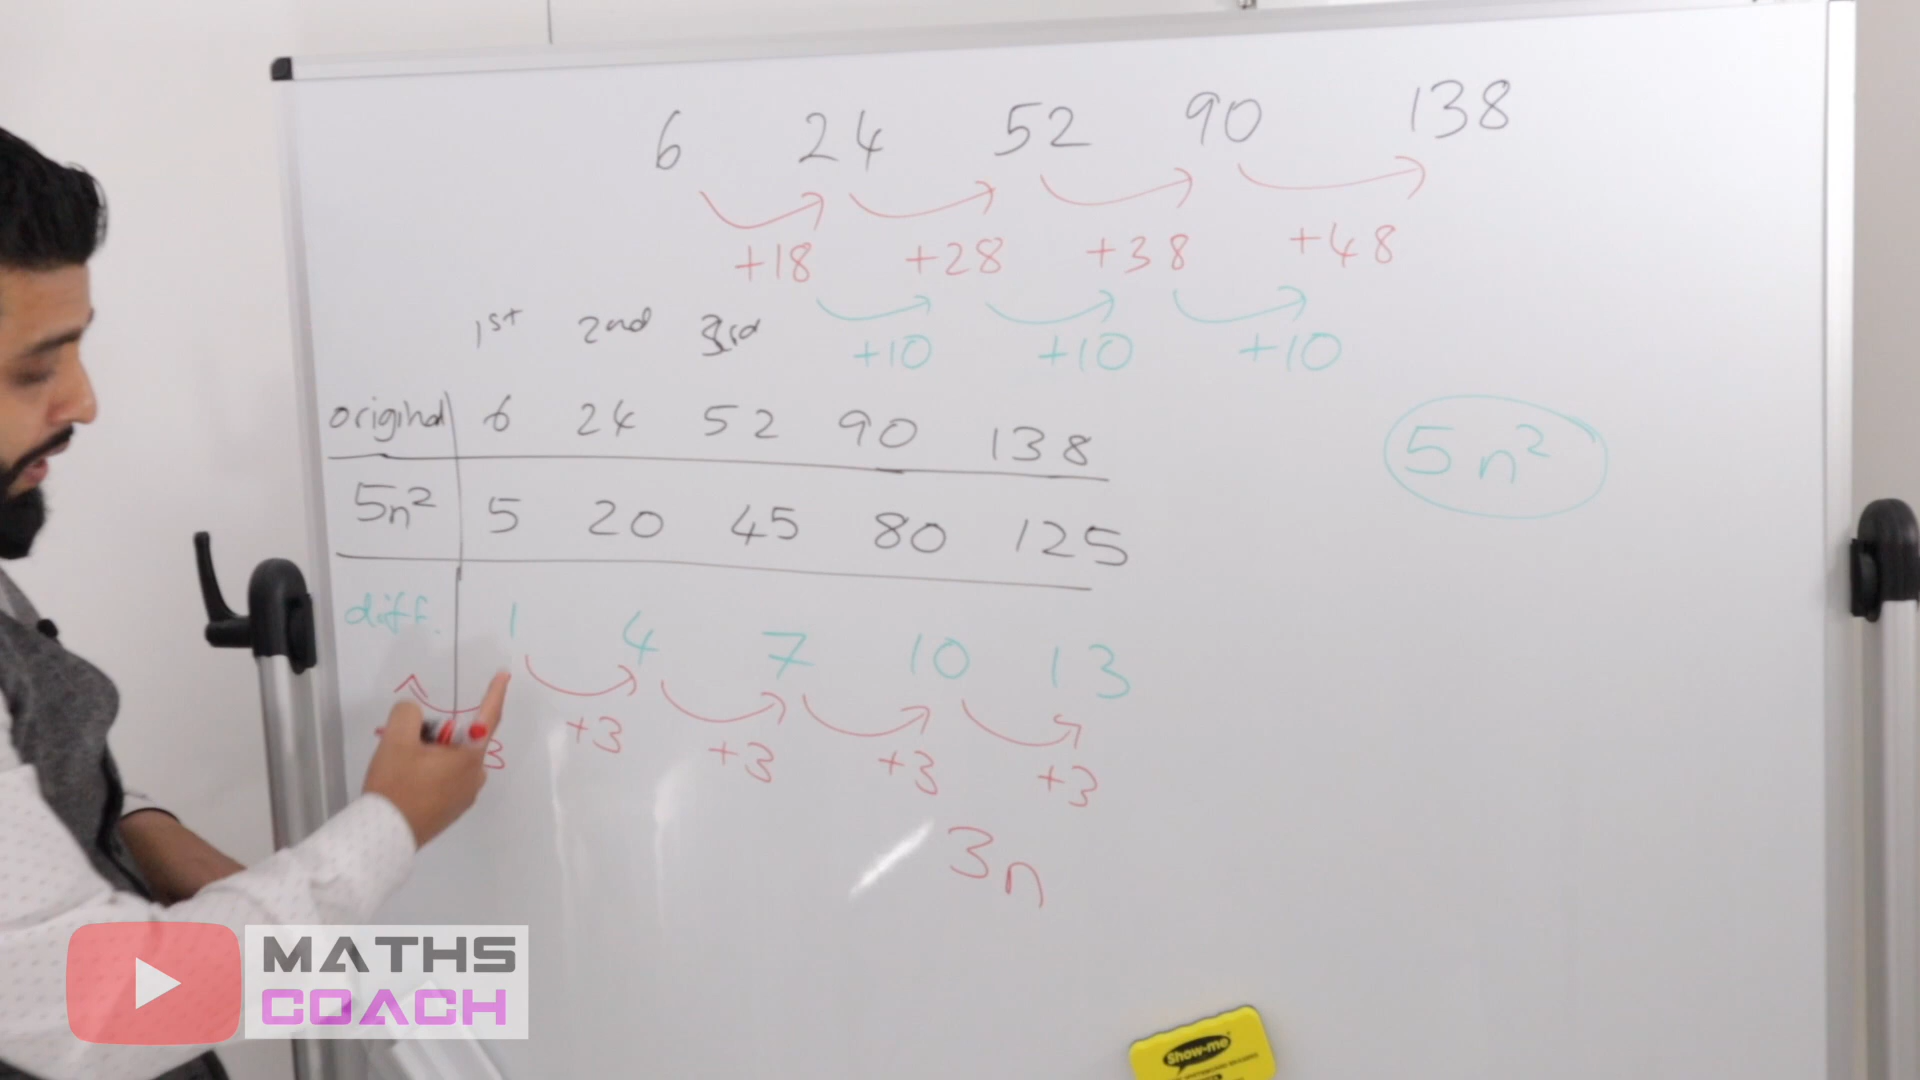 6 24 52 90 138
+18 +28 +38 +48
+10 +10 +10
1st 2nd 3rd
original 6 24 52 90 138
5n²
5n² 5 20 45 80 125
diff. 1 4 7 10 13
3 +3 +3 +3 +3
3n
MATHS
COACH
Show-me